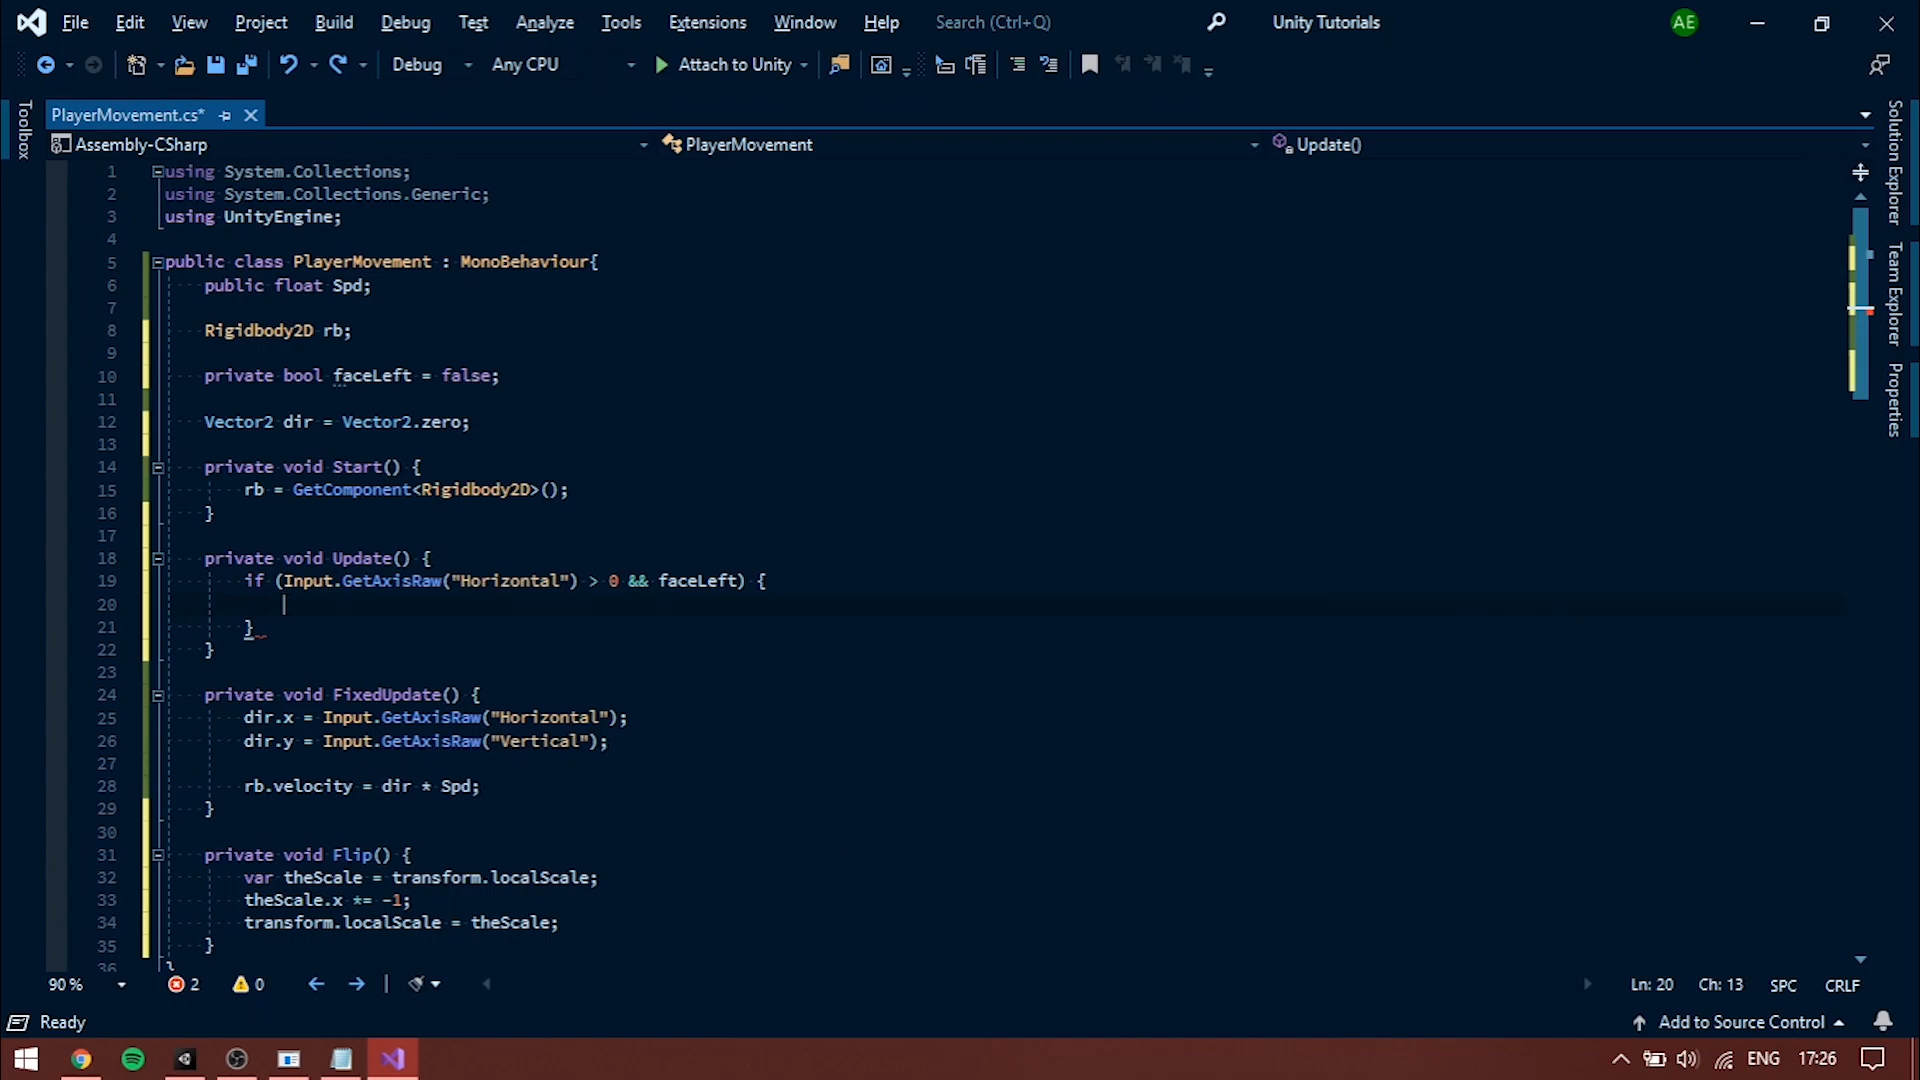 File Edit View Project Build Debug Test Analyze Tools Extensions Window Help Search (Ctrl+Q) Unity Tutorials AE
Debug Any CPU Attach to Unity
PlayerMovement.cs*
Assembly-CSharp PlayerMovement Update()
Toolbox
Solution Explorer
Team Explorer
Properties
1 using System.Collections;
2 using System.Collections.Generic;
3 using UnityEngine;
4
5 public class PlayerMovement : MonoBehaviour{
6 public float Spd;
7
8 Rigidbody2D rb;
9
10 private bool faceLeft = false;
11
12 Vector2 dir = Vector2.zero;
13
14 private void Start() {
15 rb = GetComponent<Rigidbody2D>();
16 }
17
18 private void Update() {
19 if (Input.GetAxisRaw("Horizontal") > 0 && faceLeft) {
20
21 }
22 }
23
24 private void FixedUpdate() {
25 dir.x = Input.GetAxisRaw("Horizontal");
26 dir.y = Input.GetAxisRaw("Vertical");
27
28 rb.velocity = dir * Spd;
29 }
30
31 private void Flip() {
32 var theScale = transform.localScale;
33 theScale.x *= -1;
34 transform.localScale = theScale;
35 }
36 }
90 % 2 0 Ln: 20 Ch: 13 SPC CRLF
Ready Add to Source Control
ENG 17:26